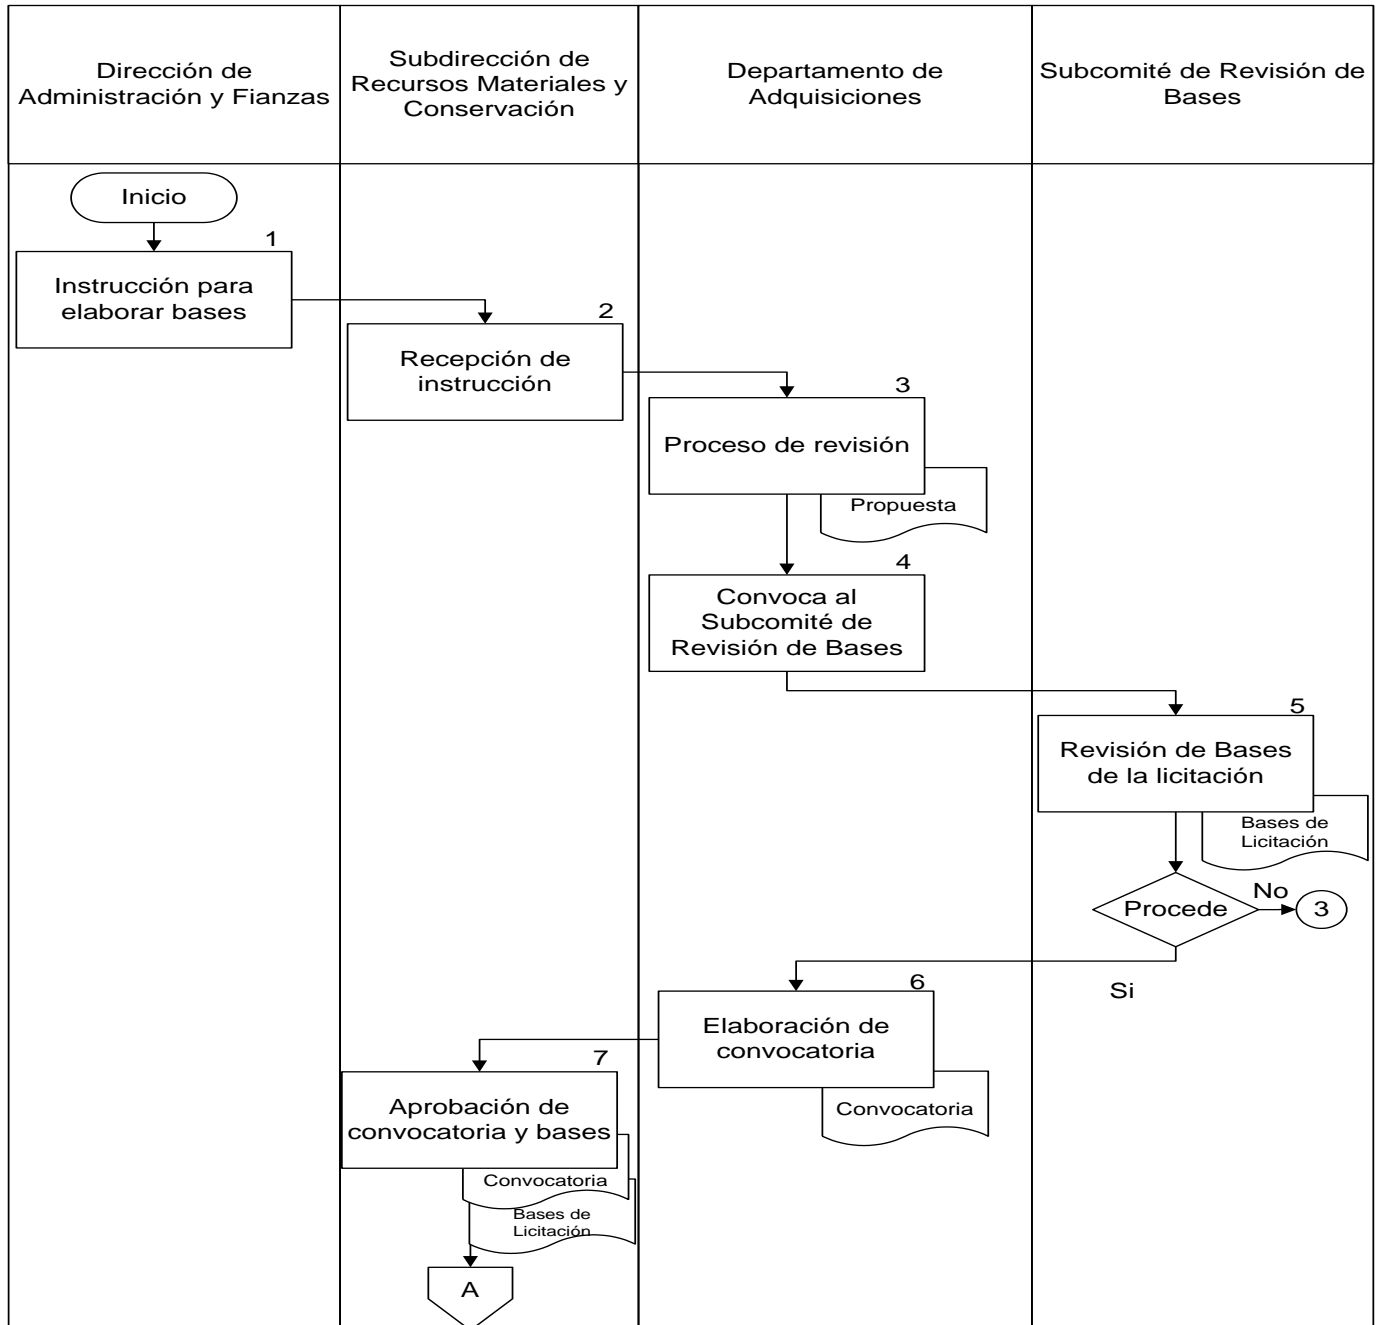 Dirección de
Administración y Fianzas
Subdirección de
Recursos Materiales y
Conservación
Departamento de
Adquisiciones
Subcomité de Revisión de
Bases
Inicio
1
Instrucción para
elaborar bases
2
Recepción de
instrucción
3
Proceso de revisión
Propuesta
4
Convoca al
Subcomité de
Revisión de Bases
5
Revisión de Bases
de la licitación
Bases de
Licitación
Procede
No
3
Si
6
Elaboración de
convocatoria
Convocatoria
7
Aprobación de
convocatoria y bases
Convocatoria
Bases de
Licitación
A